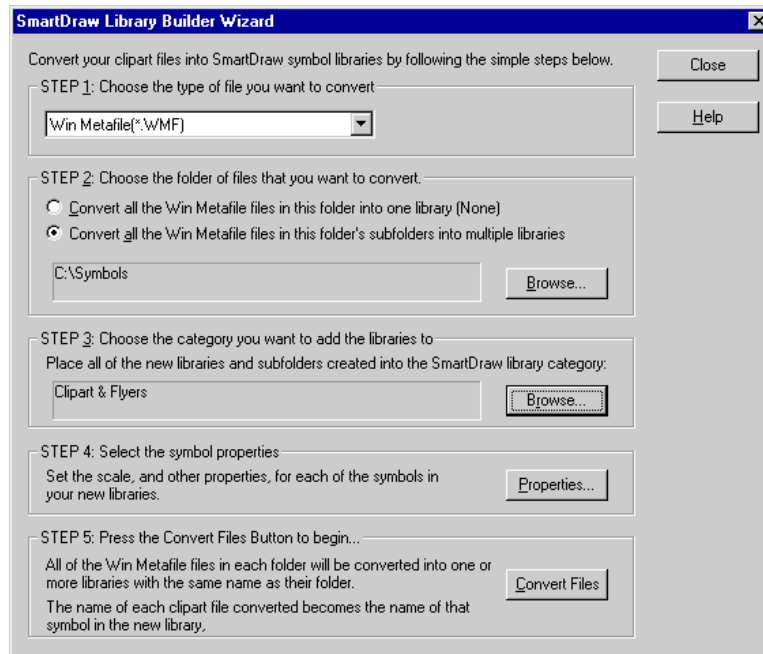 SmartDraw Library Builder Wizard
Convert your clipart files into SmartDraw symbol libraries by following the simple steps below.
Close
STEP 1: Choose the type of file you want to convert
Win Metafile(*.WMF)
Help
STEP 2: Choose the folder of files that you want to convert.
Convert all the Win Metafile files in this folder into one library (None)
Convert all the Win Metafile files in this folder's subfolders into multiple libraries
C:\Symbols
Browse...
STEP 3: Choose the category you want to add the libraries to
Place all of the new libraries and subfolders created into the SmartDraw library category:
Clipart & Flyers
Browse...
STEP 4: Select the symbol properties
Set the scale, and other properties, for each of the symbols in
your new libraries.
Properties...
STEP 5: Press the Convert Files Button to begin...
All of the Win Metafile files in each folder will be converted into one or
more libraries with the same name as their folder.
Convert Files
The name of each clipart file converted becomes the name of that
symbol in the new library,